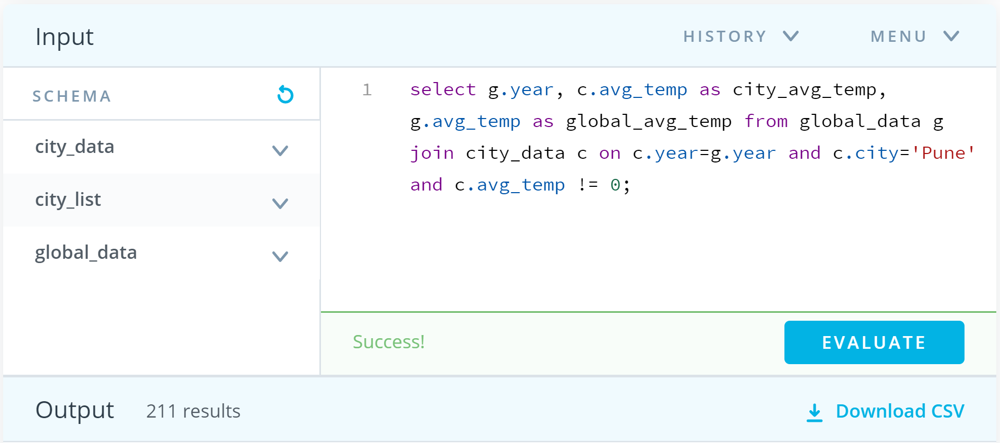 Input
HISTORY
MENU
SCHEMA
city_data
city_list
global_data
1
select g.year, c.avg_temp as city_avg_temp,
g.avg_temp as global_avg_temp from global_data g
join city_data c on c.year=g.year and c.city='Pune'
and c.avg_temp != 0;
Success!
EVALUATE
Output
211 results
Download CSV